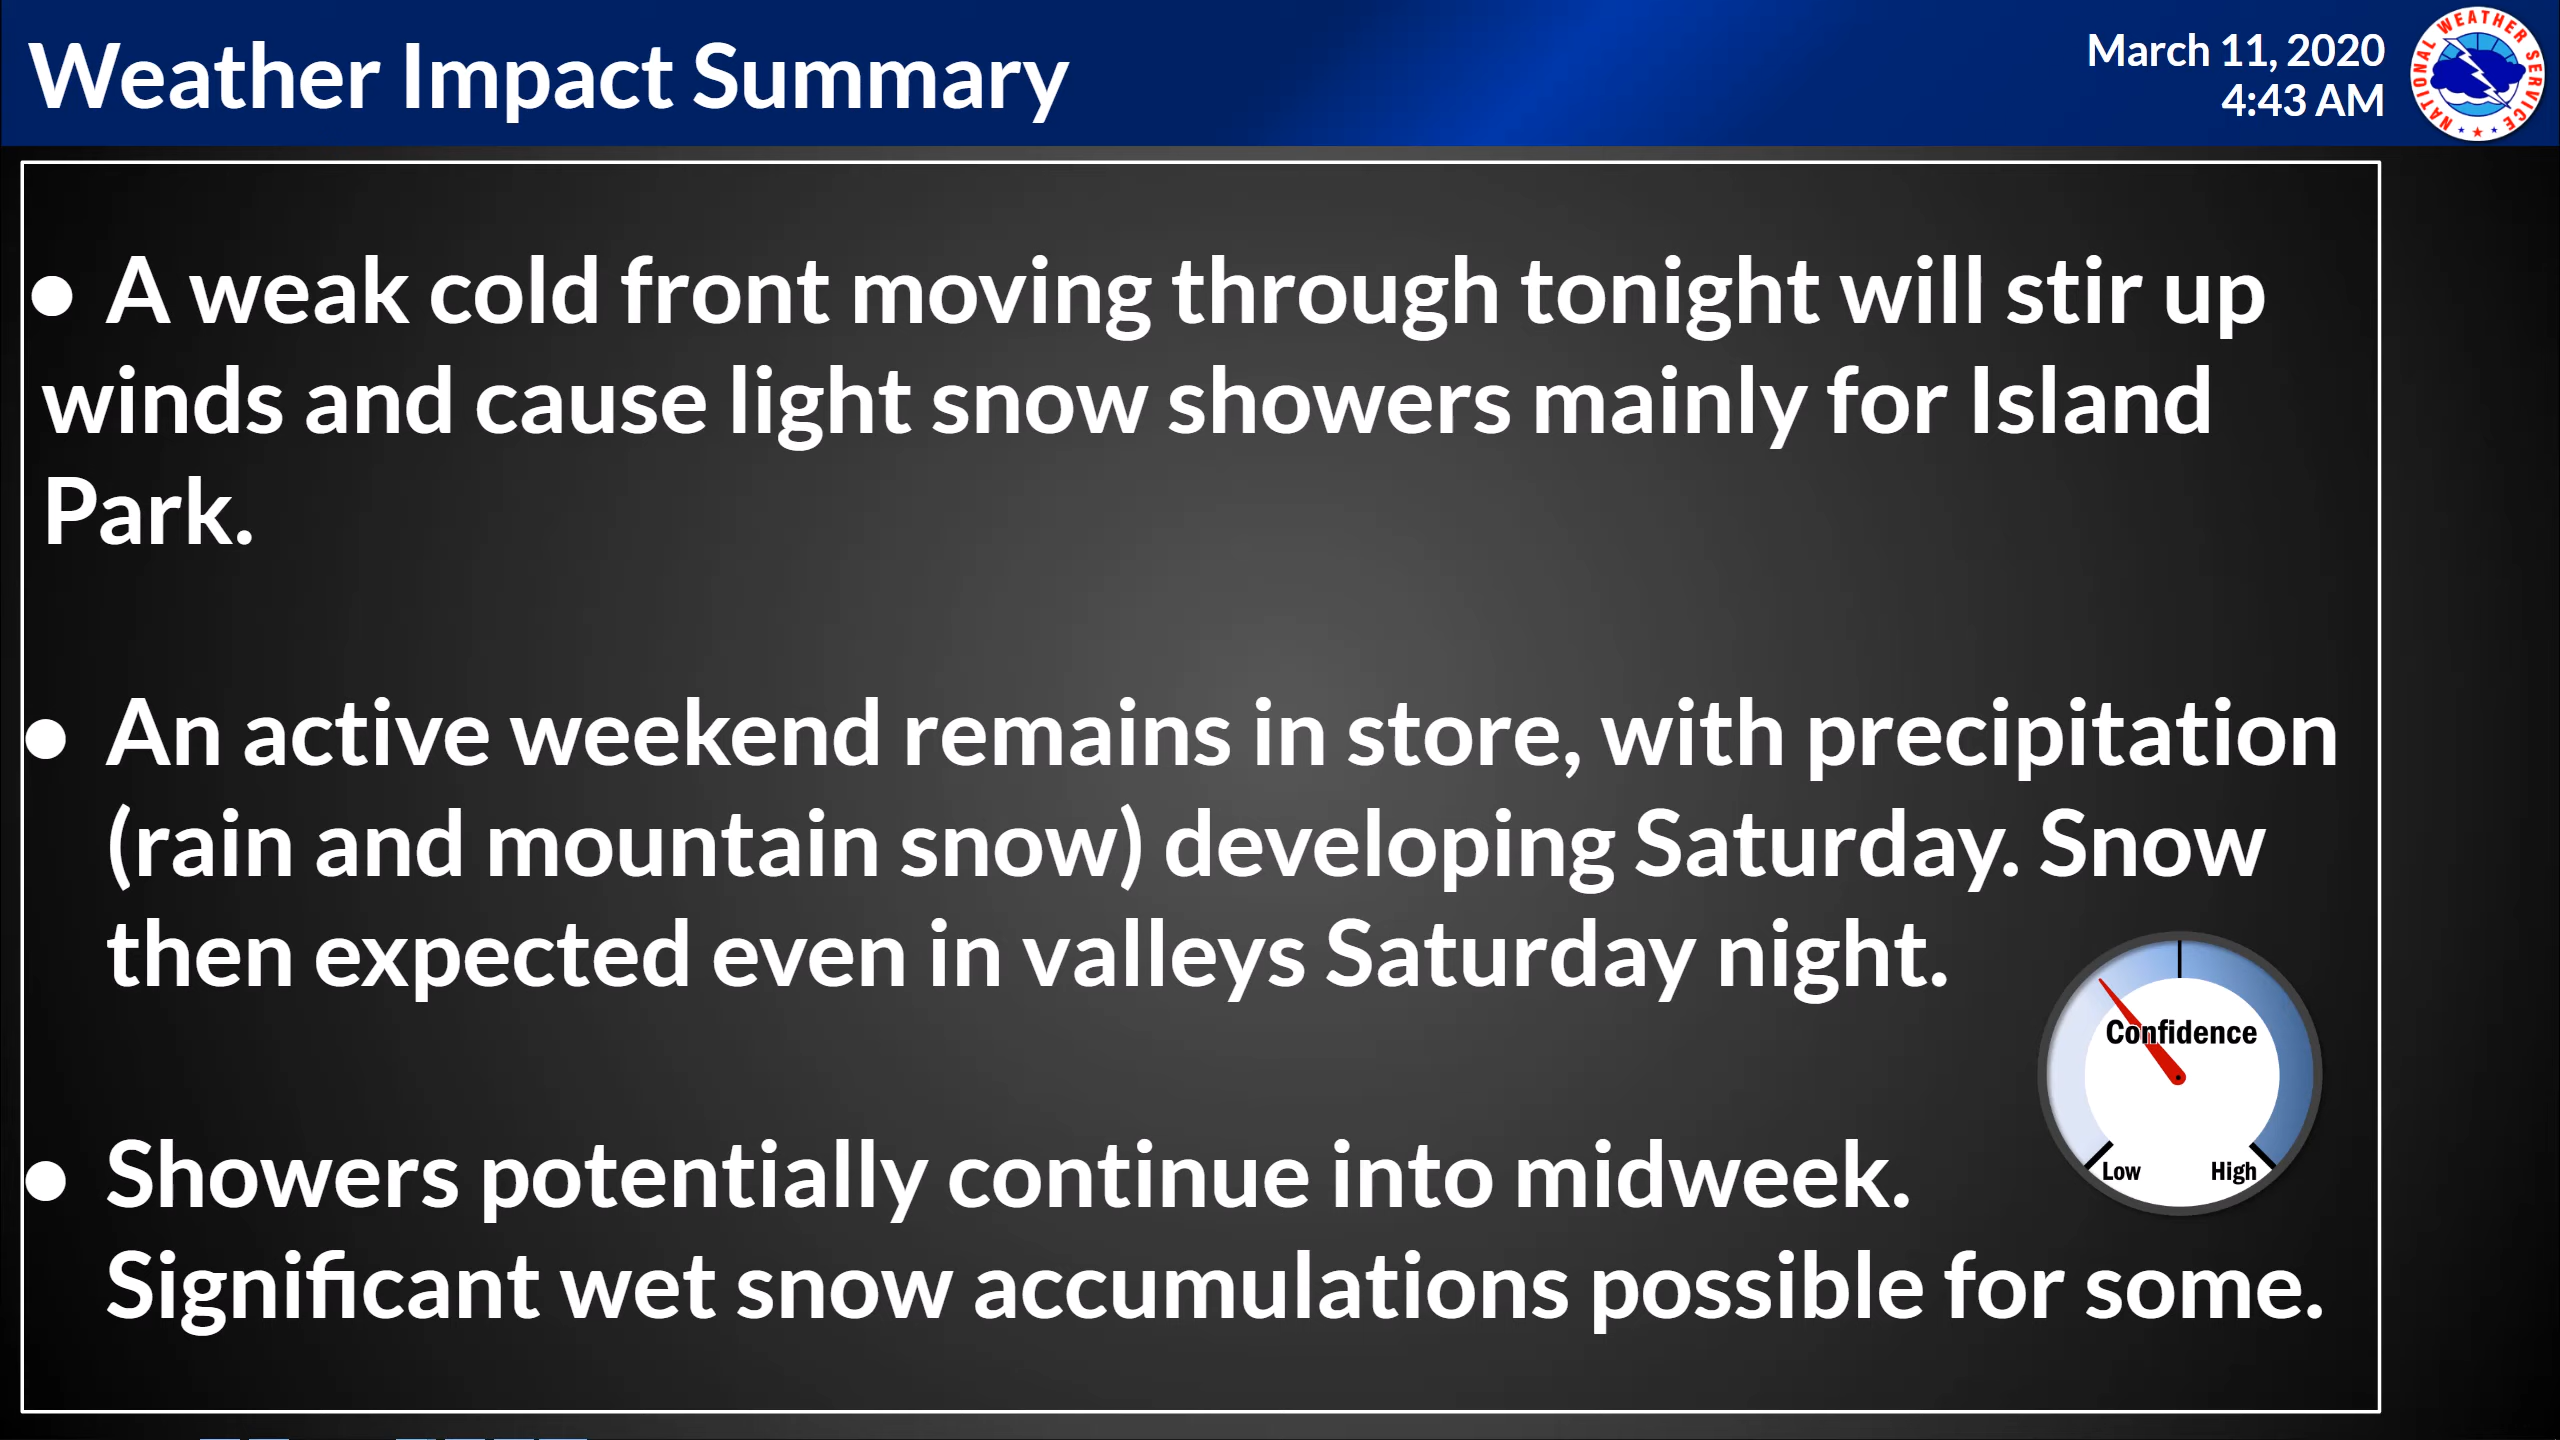 Weather Impact Summary
March 11, 2020
4:43 AM
NATIONAL WEATHER SERVICE
● A weak cold front moving through tonight will stir up
winds and cause light snow showers mainly for Island
Park.
● An active weekend remains in store, with precipitation
(rain and mountain snow) developing Saturday. Snow
then expected even in valleys Saturday night.
Confidence
Low High
● Showers potentially continue into midweek.
Significant wet snow accumulations possible for some.